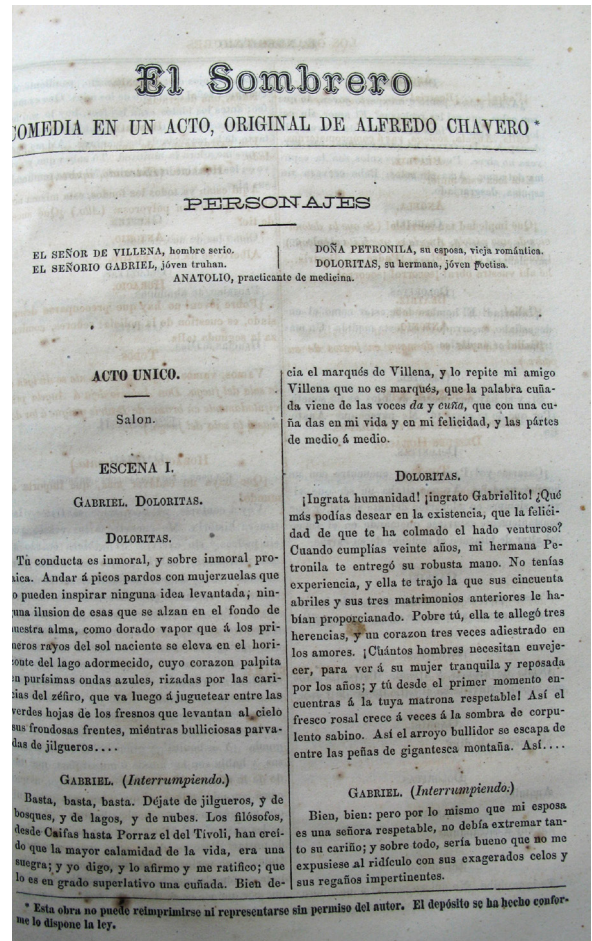 El Sombrero
COMEDIA EN UN ACTO, ORIGINAL DE ALFREDO CHAVERO *
PERSONAJES
EL SEÑOR DE VILLENA, hombre serio.
EL SEÑORIO GABRIEL, jóven truhan.
DOÑA PETRONILA, su esposa, vieja romántica.
DOLORITAS, su hermana, jóven poetisa.
ANATOLIO, practicante de medicina.
ACTO UNICO.
Salon.
ESCENA I.
GABRIEL. DOLORITAS.
DOLORITAS.
Tú conducta es inmoral, y sobre inmoral pro-
áica. Andar á picos pardos con mujerzuelas que
o pueden inspirar ninguna idea levantada; nin-
guna ilusion de esas que se alzan en el fondo de
nuestra alma, como dorado vapor que á los pri-
meros rayos del sol naciente se eleva en el hori-
zonte del lago adormecido, cuyo corazon palpita
en purísimas ondas azules, rizadas por las cari-
cias del zéfiro, que va luego á juguetear entre las
verdes hojas de los fresnos que levantan al cielo
sus frondosas frentes, miéntras bulliciosas parva-
das de jilgueros....
GABRIEL. (Interrumpiendo.)
Basta, basta, basta. Déjate de jilgueros, y de
bosques, y de lagos, y de nubes. Los filósofos,
desde Caifas hasta Porraz el del Tivoli, han creí-
do que la mayor calamidad de la vida, era una
suegra; y yo digo, y lo afirmo y me ratifico; que
lo es en grado superlativo una cuñada. Bien de-
cia el marqués de Villena, y lo repite mi amigo
Villena que no es marqués, que la palabra cuña-
da viene de las voces da y cuña, que con una cu-
ña das en mi vida y en mi felicidad, y las pártes
de medio á medio.
DOLORITAS.
¡Ingrata humanidad! ¡ingrato Gabrielito! ¿Qué
más podías desear en la existencia, que la felici-
dad de que te ha colmado el hado venturoso?
Cuando cumplías veinte años, mi hermana Pe-
tronila te entregó su robusta mano. No tenías
experiencia, y ella te trajo la que sus cincuenta
abriles y sus tres matrimonios anteriores le ha-
bían proporcionado. Pobre tú, ella te allegó tres
herencias, y un corazon tres veces adiestrado en
los amores. ¡Cuántos hombres necesitan enveje-
cer, para ver á su mujer tranquila y reposada
por los años; y tú desde el primer momento en-
cuentras á la tuya matrona respetable! Así el
fresco rosal crece á veces á la sombra de corpu-
lento sabino. Así el arroyo bullidor se escapa de
entre las peñas de gigantesca montaña. Así....
GABRIEL. (Interrumpiendo.)
Bien, bien: pero por lo mismo que mi esposa
es una señora respetable, no debía extremar tan-
to su cariño; y sobre todo, sería bueno que no me
expusiese al ridículo con sus exagerados celos y
sus regaños impertinentes.
* Esta obra no puede reimprimirse ni representarse sin permiso del autor. El depósito se ha hecho confor-
me lo dispone la ley.